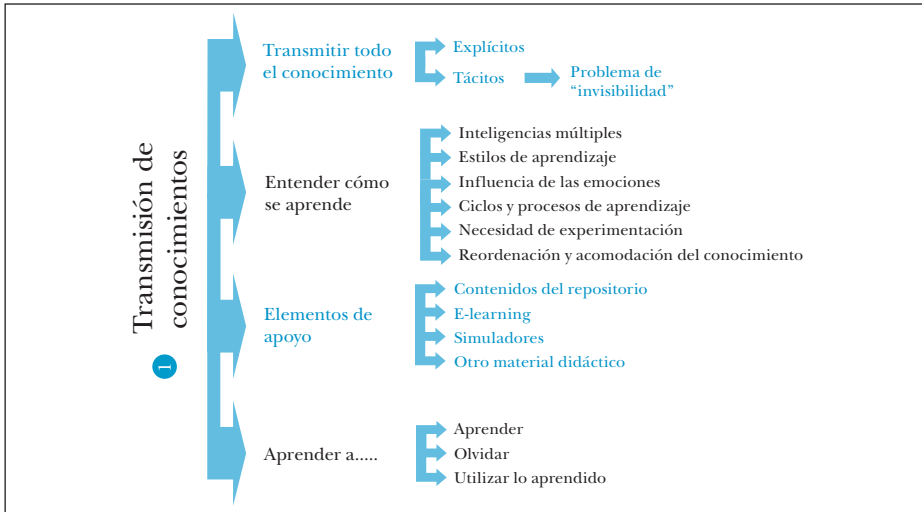 Transmisión de
conocimientos
1
Transmitir todo
el conocimiento
Explícitos
Tácitos
Problema de
“invisibilidad”
Entender cómo
se aprende
Inteligencias múltiples
Estilos de aprendizaje
Influencia de las emociones
Ciclos y procesos de aprendizaje
Necesidad de experimentación
Reordenación y acomodación del conocimiento
Elementos de
apoyo
Contenidos del repositorio
E-learning
Simuladores
Otro material didáctico
Aprender a.....
Aprender
Olvidar
Utilizar lo aprendido